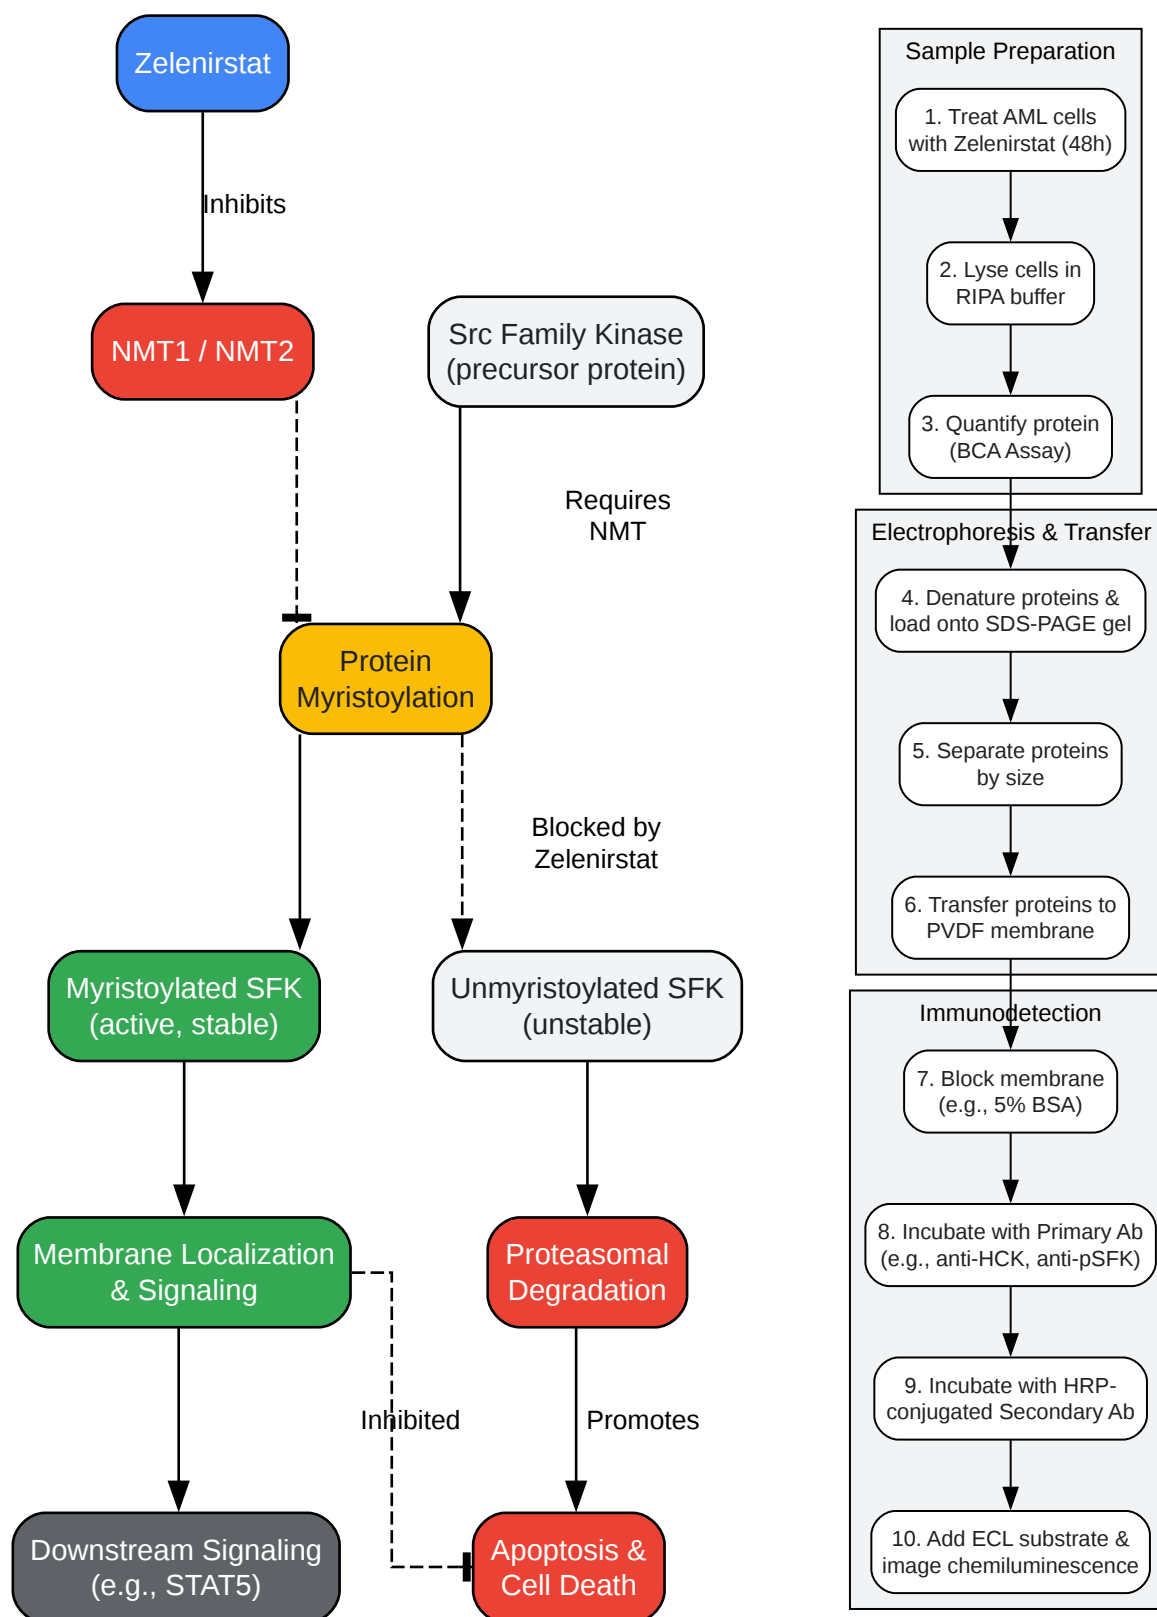 Zelenirstat
Inhibits
NMT1 / NMT2
Src Family Kinase
(precursor protein)
Requires
NMT
Protein
Myristoylation
Blocked by
Zelenirstat
Myristoylated SFK
(active, stable)
Unmyristoylated SFK
(unstable)
Membrane Localization
& Signaling
Proteasomal
Degradation
Inhibited
Promotes
Downstream Signaling
(e.g., STAT5)
Apoptosis &
Cell Death
Sample Preparation
1. Treat AML cells
with Zelenirstat (48h)
2. Lyse cells in
RIPA buffer
3. Quantify protein
(BCA Assay)
Electrophoresis & Transfer
4. Denature proteins &
load onto SDS-PAGE gel
5. Separate proteins
by size
6. Transfer proteins to
PVDF membrane
Immunodetection
7. Block membrane
(e.g., 5% BSA)
8. Incubate with Primary Ab
(e.g., anti-HCK, anti-pSFK)
9. Incubate with HRP-
conjugated Secondary Ab
10. Add ECL substrate &
image chemiluminescence